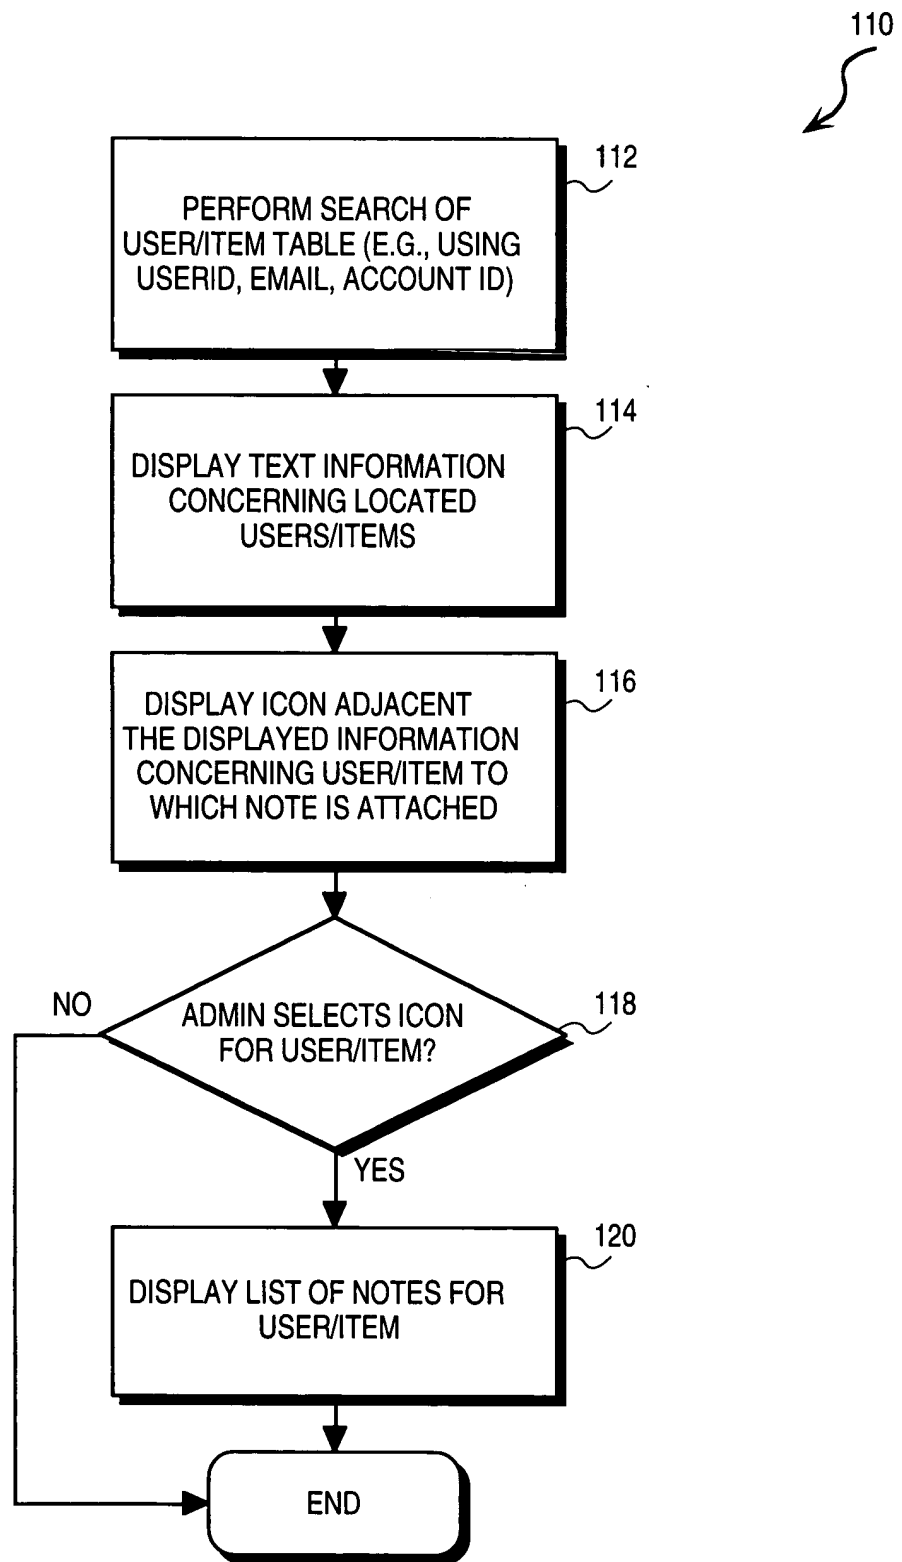 110
112
PERFORM SEARCH OF
USER/ITEM TABLE (E.G., USING
USERID, EMAIL, ACCOUNT ID)
114
DISPLAY TEXT INFORMATION
CONCERNING LOCATED
USERS/ITEMS
116
DISPLAY ICON ADJACENT
THE DISPLAYED INFORMATION
CONCERNING USER/ITEM TO
WHICH NOTE IS ATTACHED
NO
118
ADMIN SELECTS ICON
FOR USER/ITEM?
YES
120
DISPLAY LIST OF NOTES FOR
USER/ITEM
END